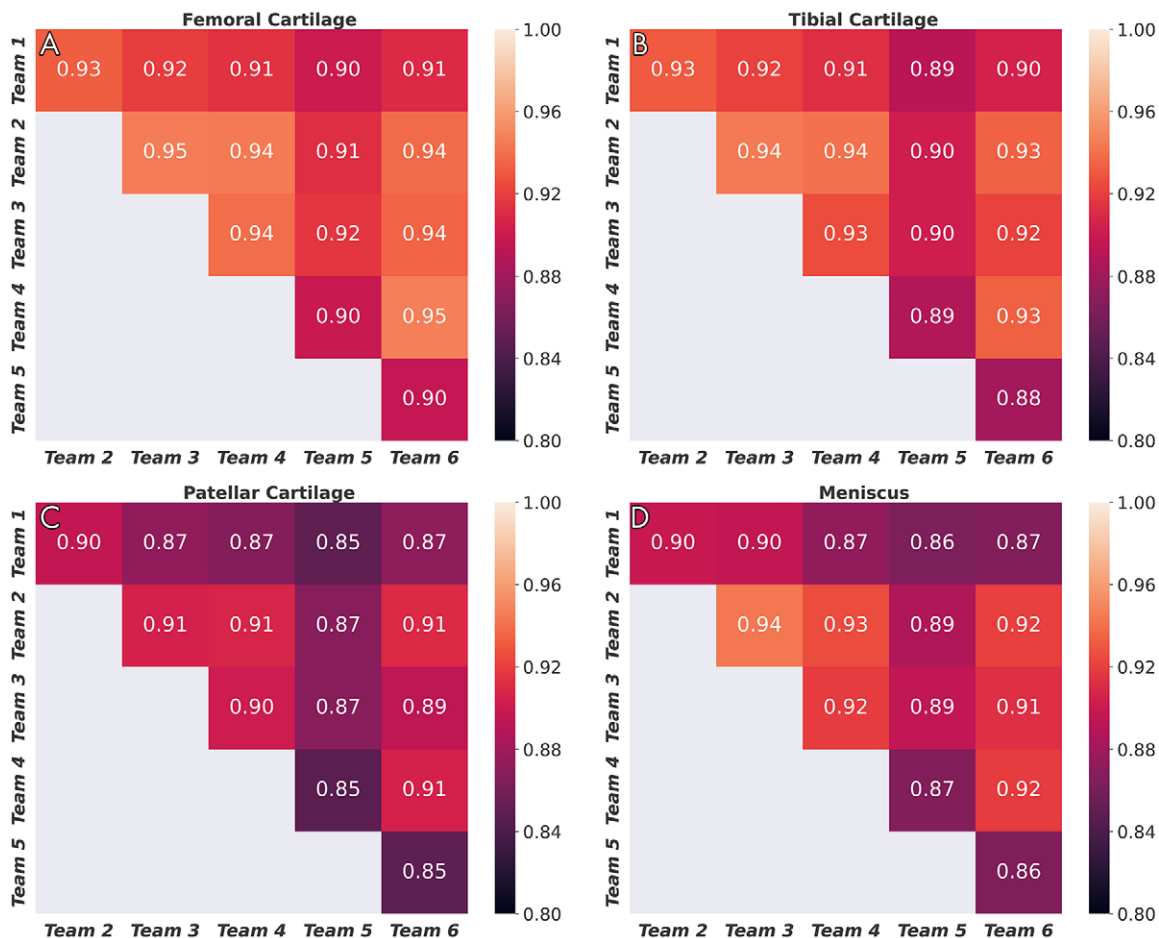 Femoral Cartilage
A
Team 1
0.93 0.92 0.91 0.90 0.91
Team 2
0.95 0.94 0.91 0.94
Team 3
0.94 0.92 0.94
Team 4
0.90 0.95
Team 5
0.90
Team 2 Team 3 Team 4 Team 5 Team 6
1.00
0.96
0.92
0.88
0.84
0.80
Tibial Cartilage
B
Team 1
0.93 0.92 0.91 0.89 0.90
Team 2
0.94 0.94 0.90 0.93
Team 3
0.93 0.90 0.92
Team 4
0.89 0.93
Team 5
0.88
Team 2 Team 3 Team 4 Team 5 Team 6
1.00
0.96
0.92
0.88
0.84
0.80
Patellar Cartilage
C
Team 1
0.90 0.87 0.87 0.85 0.87
Team 2
0.91 0.91 0.87 0.91
Team 3
0.90 0.87 0.89
Team 4
0.85 0.91
Team 5
0.85
Team 2 Team 3 Team 4 Team 5 Team 6
1.00
0.96
0.92
0.88
0.84
0.80
Meniscus
D
Team 1
0.90 0.90 0.87 0.86 0.87
Team 2
0.94 0.93 0.89 0.92
Team 3
0.92 0.89 0.91
Team 4
0.87 0.92
Team 5
0.86
Team 2 Team 3 Team 4 Team 5 Team 6
1.00
0.96
0.92
0.88
0.84
0.80